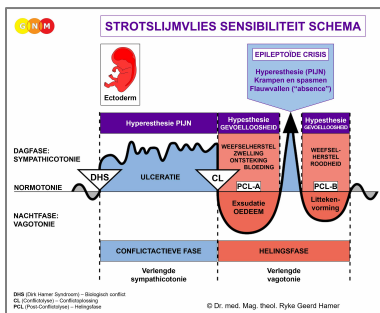 GNM
STROTSLIJMVLIES SENSIBILITEIT SCHEMA
Ectoderm
EPILEPTOÏDE CRISIS
Hyperesthesie (PIJN)
Krampen en spasmen
Flauwvallen (“absence”)
Hyperesthesie PIJN
Hypesthesie
GEVOELLOOSHEID
Hypesthesie
GEVOELLOOSHEID
DAGFASE:
SYMPATHICOTONIE
WEEFSELHERSTEL
ZWELLING
ONTSTEKING
BLOEDING
WEEFSEL-
HERSTEL
ROODHEID
DHS
ULCERATIE
CL
PCL-A
PCL-B
NORMOTONIE
Exsudatie
OEDEEM
Litteken-
vorming
NACHTFASE:
VAGOTONIE
CONFLICTACTIEVE FASE
HELINGSFASE
Verlengde
sympathicotonie
Verlengde
vagotonie
DHS (Dirk Hamer Syndroom) – Biologisch conflict
CL (Conflictolyse) – Conflictoplossing
PCL (Post-Conflictolyse) – Helingsfase
© Dr. med. Mag. theol. Ryke Geerd Hamer